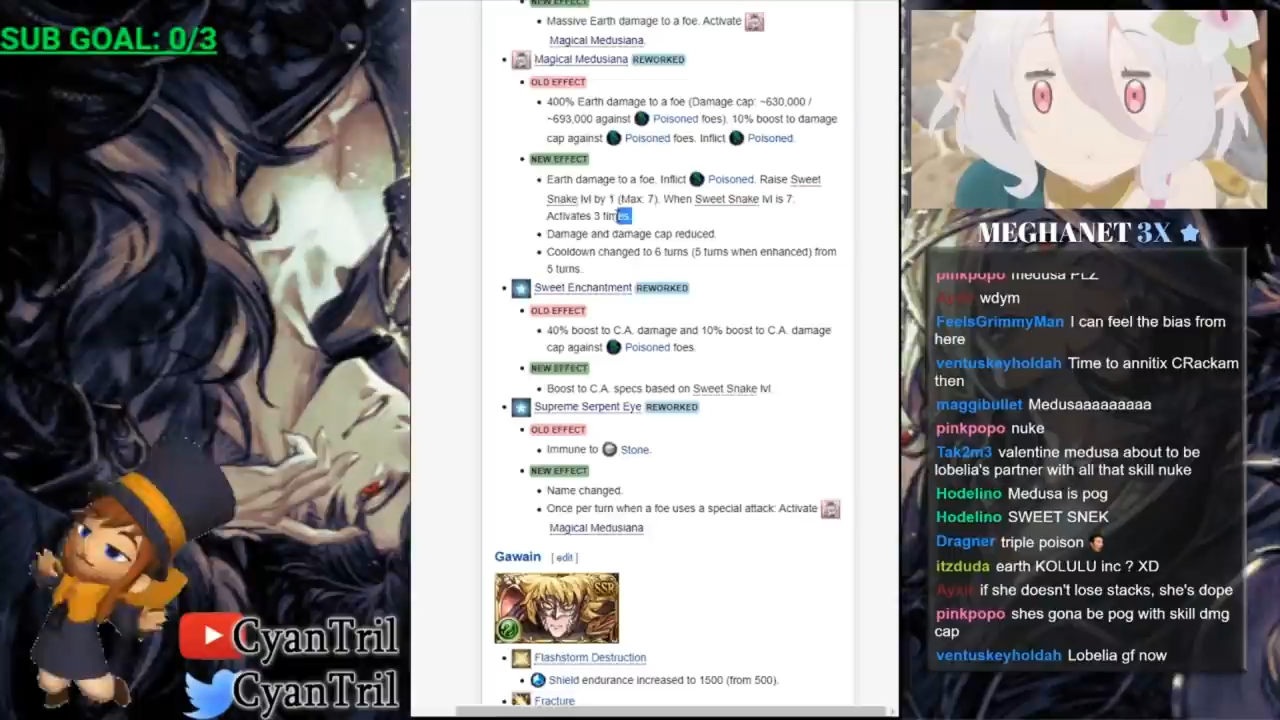 SUB GOAL: 0/3
NEW EFFECT
Massive Earth damage to a foe. Activate
Magical Medusiana.
Magical Medusiana REWORKED
OLD EFFECT
400% Earth damage to a foe (Damage cap: ~630,000 /
~693,000 against Poisoned foes). 10% boost to damage
cap against Poisoned foes. Inflict Poisoned.
NEW EFFECT
Earth damage to a foe. Inflict Poisoned. Raise Sweet
Snake lvl by 1 (Max: 7). When Sweet Snake lvl is 7.
Activates 3 times.
Damage and damage cap reduced.
Cooldown changed to 6 turns (5 turns when enhanced) from
5 turns.
Sweet Enchantment REWORKED
OLD EFFECT
40% boost to C.A. damage and 10% boost to C.A. damage
cap against Poisoned foes.
NEW EFFECT
Boost to C.A. specs based on Sweet Snake lvl.
Supreme Serpent Eye REWORKED
OLD EFFECT
Immune to Stone.
NEW EFFECT
Name changed.
Once per turn when a foe uses a special attack: Activate
Magical Medusiana
Gawain [ edit ]
SSR
Flashstorm Destruction
Shield endurance increased to 1500 (from 500).
Fracture
CyanTril
CyanTril
MEGHANET 3X
pinkpopo medusa PLZ
wdym
FeelsGrimmyMan I can feel the bias from
here
ventuskeyholdah Time to annitix CRackam
then
maggibullet Medusaaaaaaaaa
pinkpopo nuke
Tak2m3 valentine medusa about to be
lobelia's partner with all that skill nuke
Hodelino Medusa is pog
Hodelino SWEET SNEK
Dragner triple poison
itzduda earth KOLULU inc ? XD
if she doesn't lose stacks, she's dope
pinkpopo shes gona be pog with skill dmg
cap
ventuskeyholdah Lobelia gf now